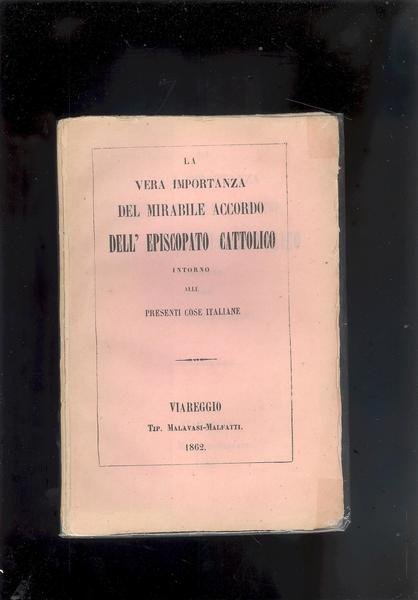 LA
VERA IMPORTANZA
DEL MIRABILE ACCORDO
DELL' EPISCOPATO CATTOLICO
INTORNO
ALLE
PRESENTI COSE ITALIANE
VIAREGGIO
TIP. MALAVASI-MALFATTI.
1862.